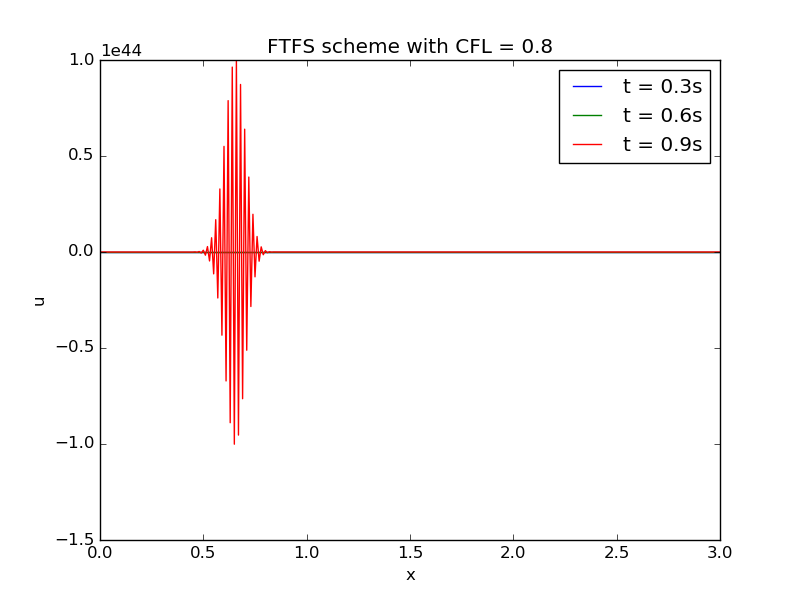 FTFS scheme with CFL = 0.8
1e44
t = 0.3s
t = 0.6s
t = 0.9s
1.0
0.5
0.0
−0.5
−1.0
−1.5
u
0.0 0.5 1.0 1.5 2.0 2.5 3.0
x